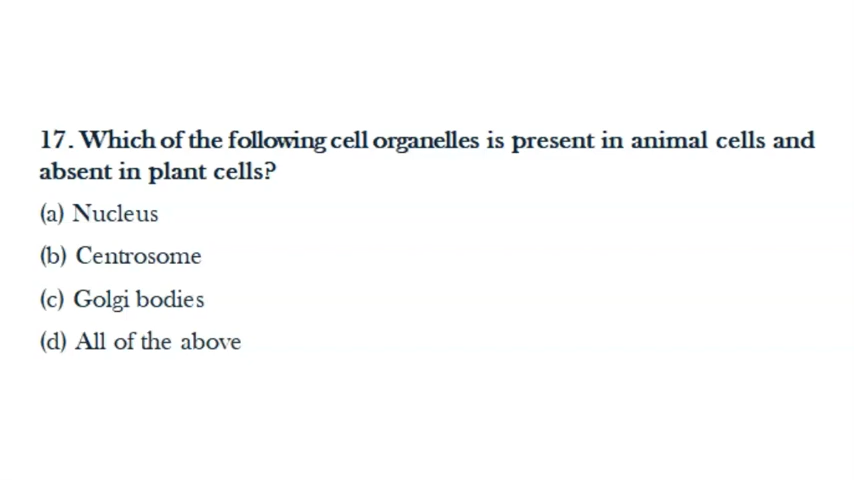 17. Which of the following cell organelles is present in animal cells and
absent in plant cells?
(a) Nucleus
(b) Centrosome
(c) Golgi bodies
(d) All of the above